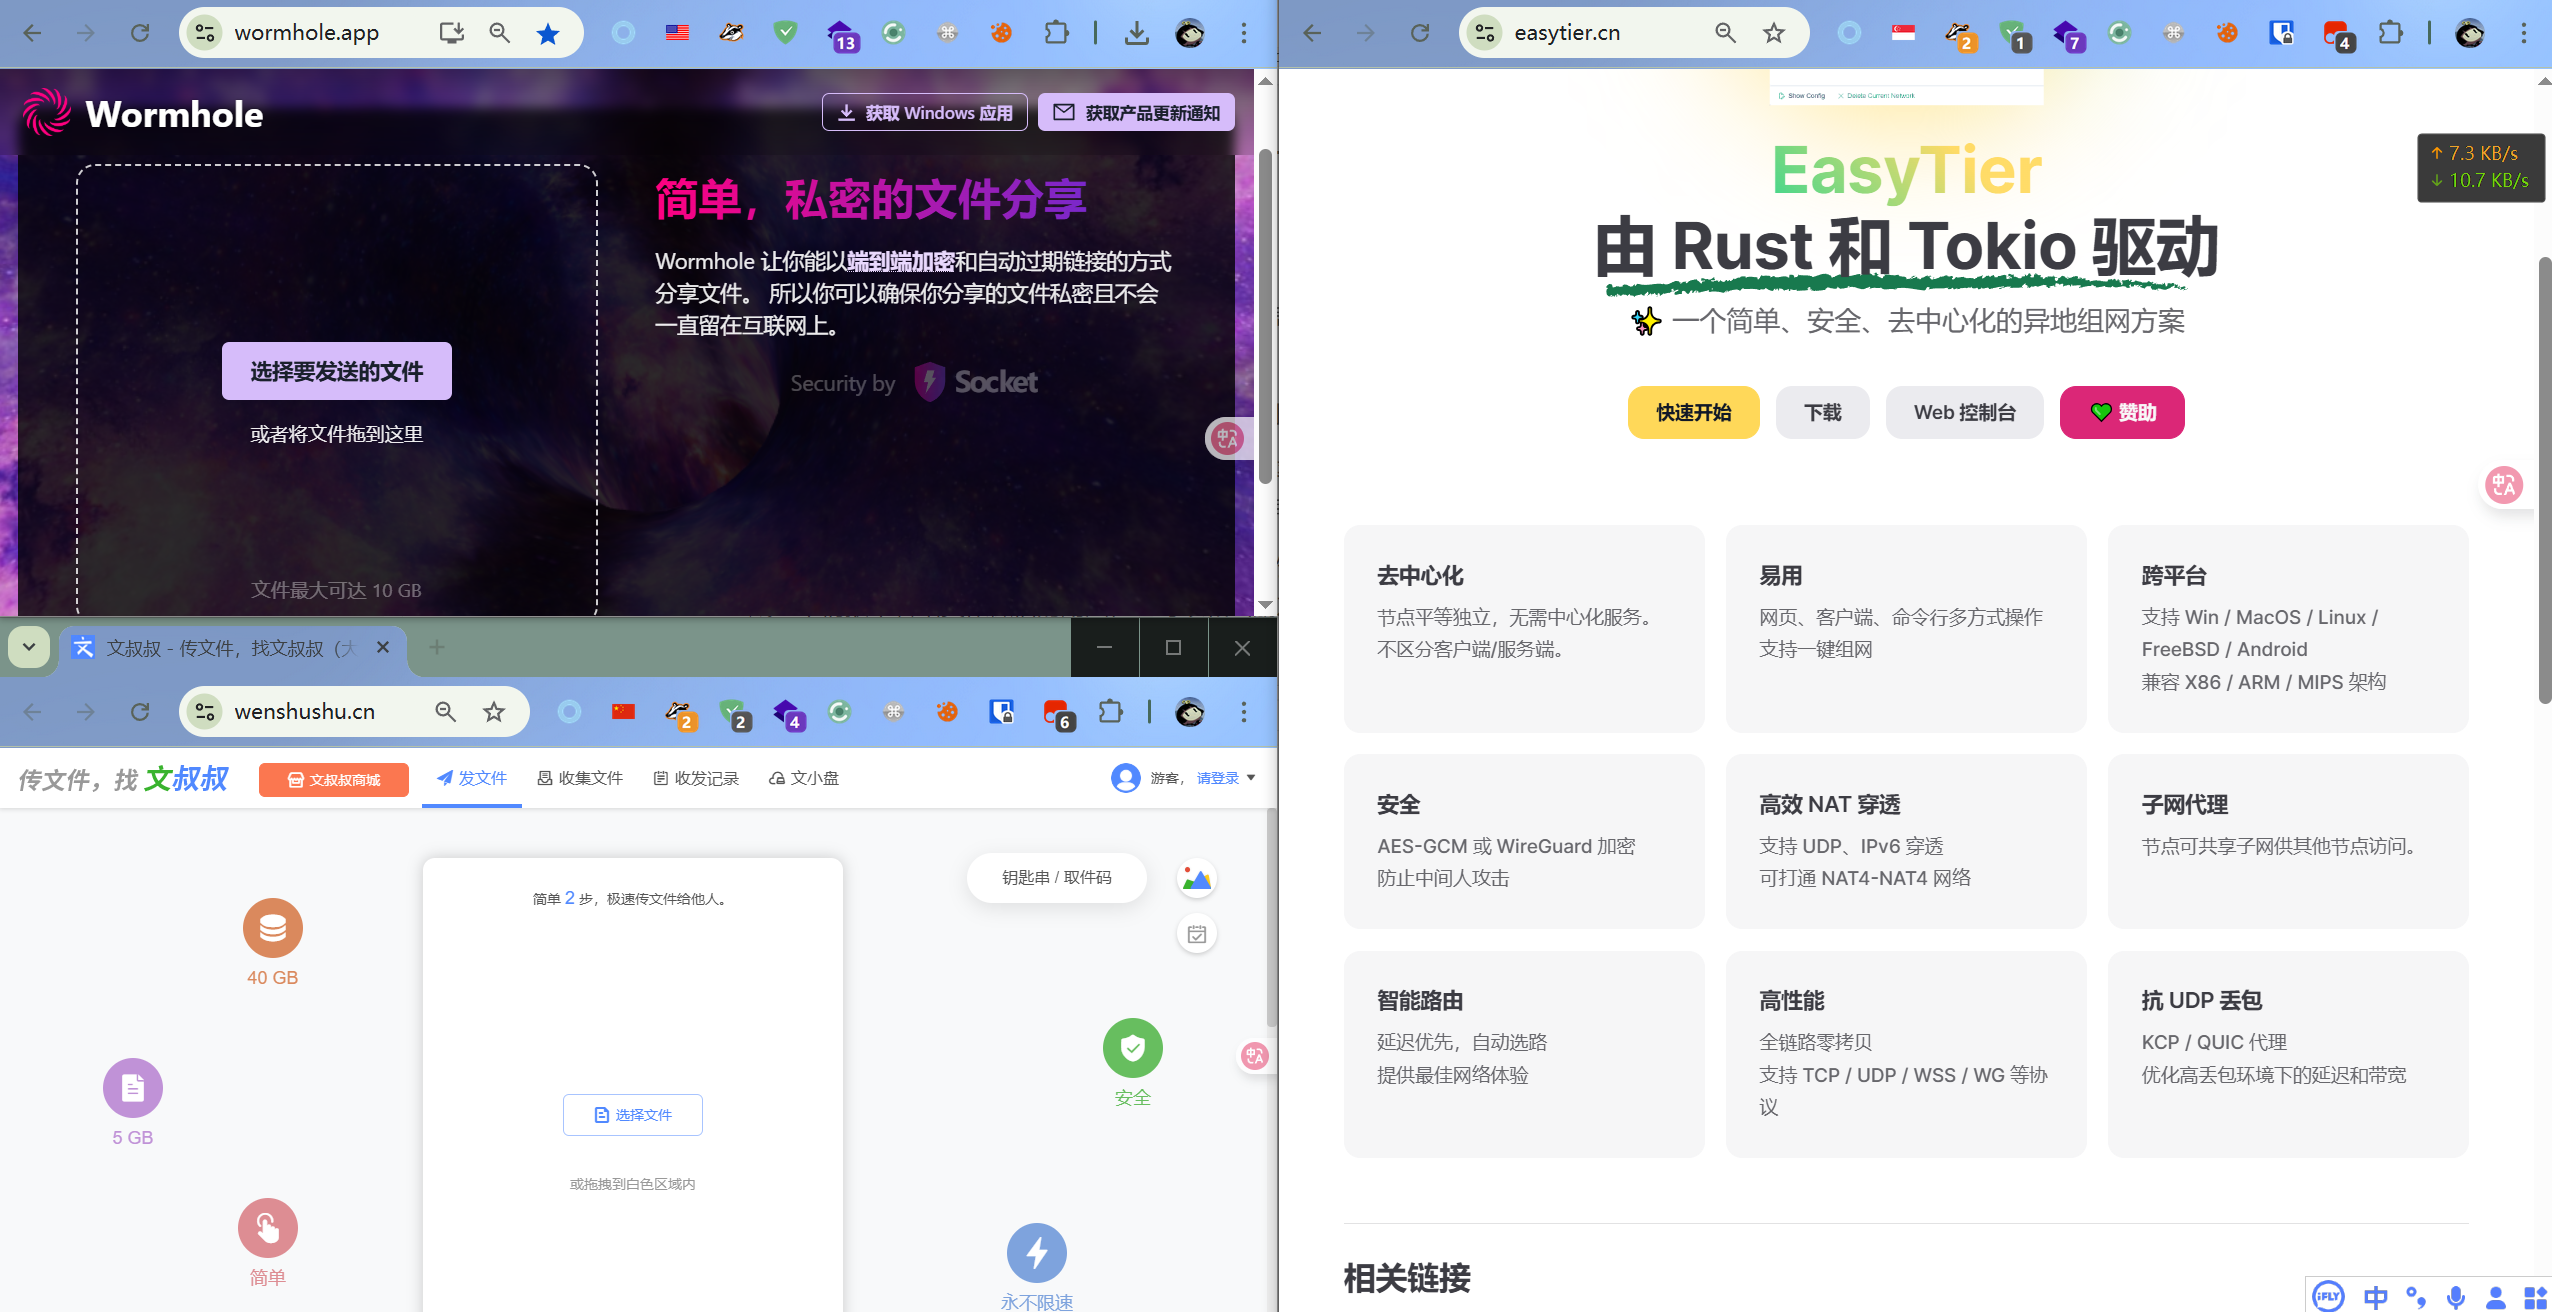 wormhole.app
13
Wormhole
获取 Windows 应用
获取产品更新通知
选择要发送的文件
或者将文件拖到这里
文件最大可达 10 GB
简单，私密的文件分享
Wormhole 让你能以端到端加密和自动过期链接的方式
分享文件。 所以你可以确保你分享的文件私密且不会
一直留在互联网上。
Security by Socket
文叔叔 - 传文件，找文叔叔（大
wenshushu.cn
2
2
4
6
传文件，找 文叔叔
文叔叔商城
发文件
收集文件
收发记录
文小盘
游客，请登录
简单 2 步，极速传文件给他人。
选择文件
或拖拽到白色区域内
钥匙串 / 取件码
40 GB
5 GB
简单
安全
永不限速
easytier.cn
2
1
7
4
Show Config
Delete Current Network
↑ 7.3 KB/s
↓ 10.7 KB/s
EasyTier
由 Rust 和 Tokio 驱动
✨ 一个简单、安全、去中心化的异地组网方案
快速开始
下载
Web 控制台
💚 赞助
去中心化
节点平等独立，无需中心化服务。
不区分客户端/服务端。
易用
网页、客户端、命令行多方式操作
支持一键组网
跨平台
支持 Win / MacOS / Linux /
FreeBSD / Android
兼容 X86 / ARM / MIPS 架构
安全
AES-GCM 或 WireGuard 加密
防止中间人攻击
高效 NAT 穿透
支持 UDP、IPv6 穿透
可打通 NAT4-NAT4 网络
子网代理
节点可共享子网供其他节点访问。
智能路由
延迟优先，自动选路
提供最佳网络体验
高性能
全链路零拷贝
支持 TCP / UDP / WSS / WG 等协
议
抗 UDP 丢包
KCP / QUIC 代理
优化高丢包环境下的延迟和带宽
相关链接
iFLY
中